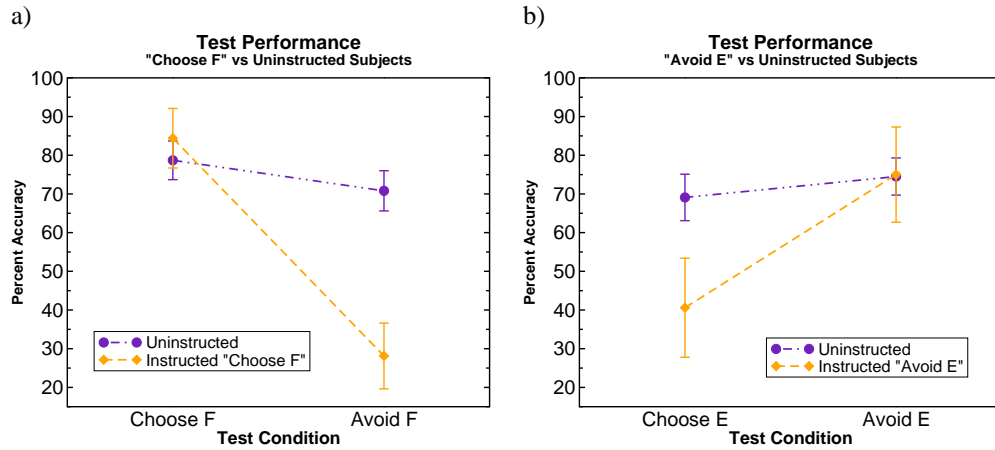 a)
Test Performance
"Choose F" vs Uninstructed Subjects
100
90
80
70
60
50
40
30
20
Percent Accuracy
Uninstructed
Instructed "Choose F"
Choose F
Avoid F
Test Condition
b)
Test Performance
"Avoid E" vs Uninstructed Subjects
100
90
80
70
60
50
40
30
20
Percent Accuracy
Uninstructed
Instructed "Avoid E"
Choose E
Avoid E
Test Condition